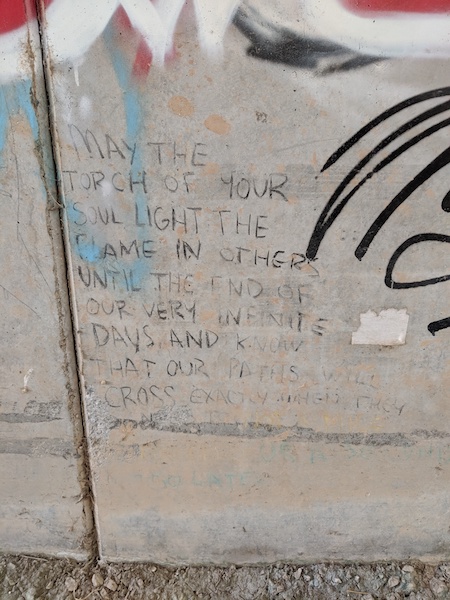 MAY THE
TORCH OF YOUR
SOUL LIGHT THE
FLAME IN OTHERS
UNTIL THE END OF
OUR VERY INFINITE
DAYS AND KNOW
THAT OUR PATHS WILL
CROSS EXACTLY WHEN THEY